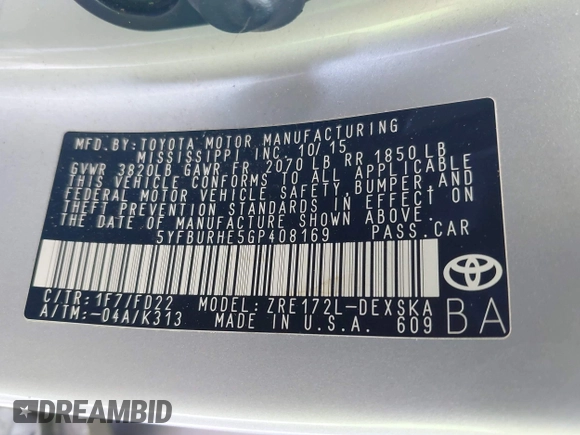 MFD.BY:TOYOTA MOTOR MANUFACTURING
MISSISSIPPI INC. 10/15
GVWR 3820LB GAWR FR 2070LB RR 1850LB
THIS VEHICLE CONFORMS TO ALL APPLICABLE
FEDERAL MOTOR VEHICLE SAFETY, BUMPER, AND
THEFT PREVENTION STANDARDS IN EFFECT ON
THE DATE OF MANUFACTURE SHOWN ABOVE.
5YFBURHE5GP408169 PASS.CAR
C/TR:1F7/FD22 MODEL: ZRE172L-DEXSKA
A/TM:-04A/K313 MADE IN U.S.A. 609
BA
TOYOTA
DREAMBID